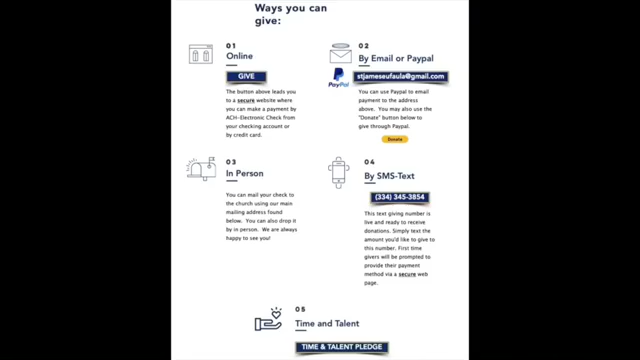 Ways you can
give:
01
Online
GIVE
The button above leads you
to a secure website where
you can make a payment by
ACH-Electronic Check from
your checking account or
by credit card.
02
By Email or Paypal
PayPal
stjameseufaula@gmail.com
You can use Paypal to email
payment to the address
above. You may also use the
"Donate" button below to
give through Paypal.
Donate
03
In Person
You can mail your check to
the church using our main
mailing address found
below. You can also drop it
by in person. We are always
happy to see you!
04
By SMS-Text
(334) 345-3854
This text giving number is
live and ready to receive
donations. Simply text the
amount you'd like to give to
this number. First time
givers will be prompted to
provide their payment
method via a secure web
page.
05
Time and Talent
TIME & TALENT PLEDGE